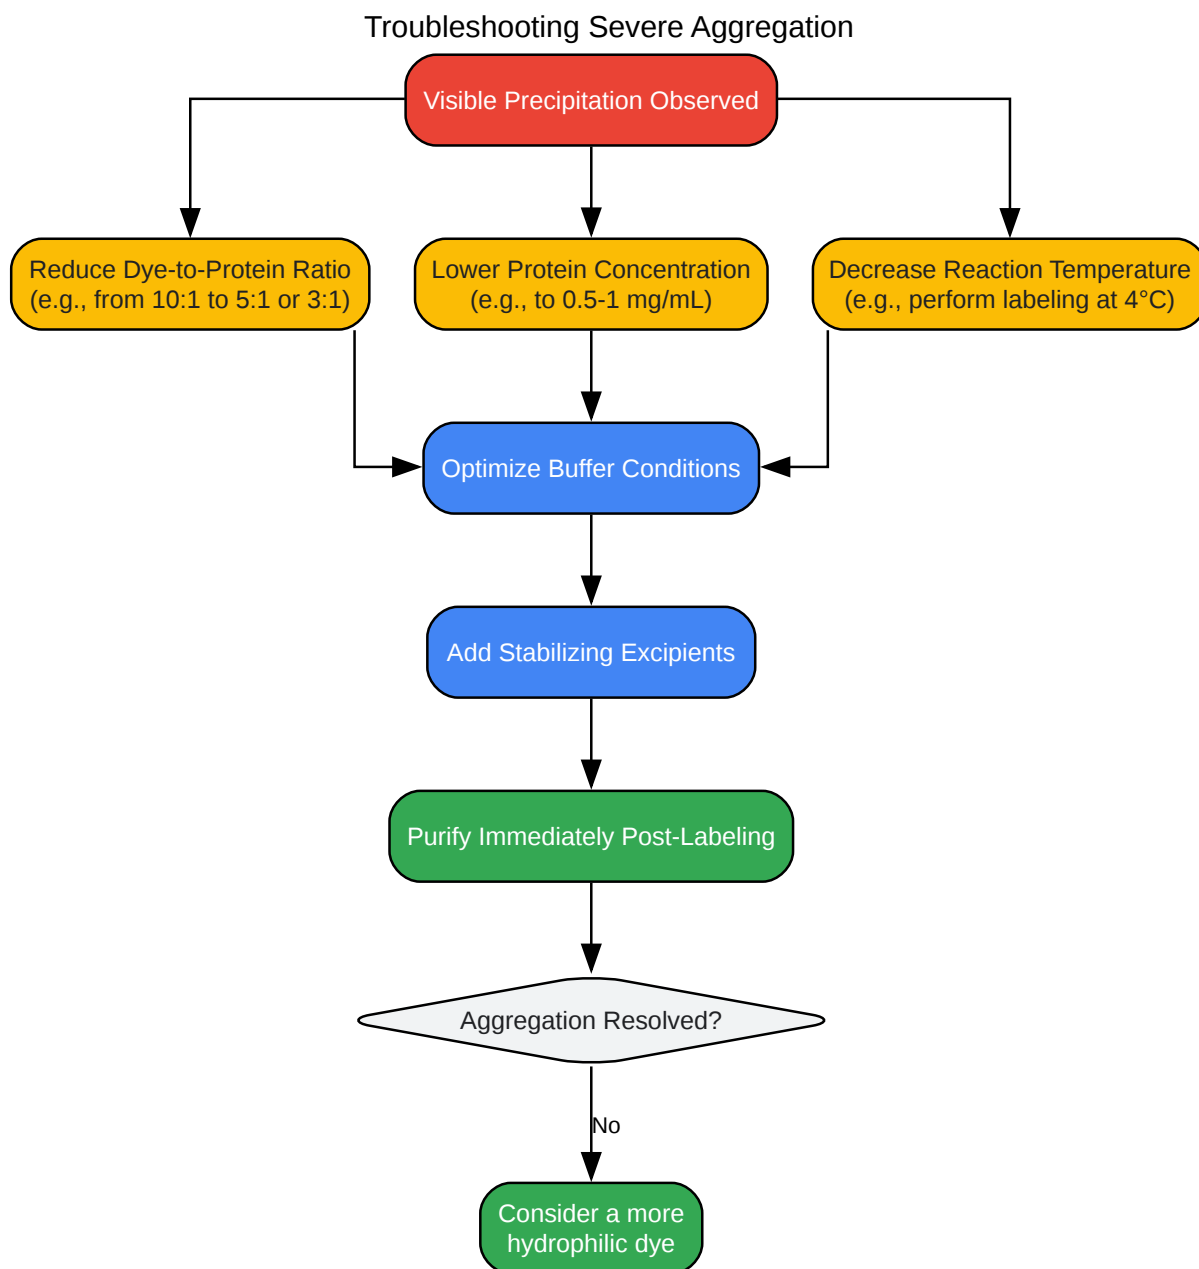 Troubleshooting Severe Aggregation
Visible Precipitation Observed
Reduce Dye-to-Protein Ratio
(e.g., from 10:1 to 5:1 or 3:1)
Lower Protein Concentration
(e.g., to 0.5-1 mg/mL)
Decrease Reaction Temperature
(e.g., perform labeling at 4°C)
Optimize Buffer Conditions
Add Stabilizing Excipients
Purify Immediately Post-Labeling
Aggregation Resolved?
No
Consider a more
hydrophilic dye